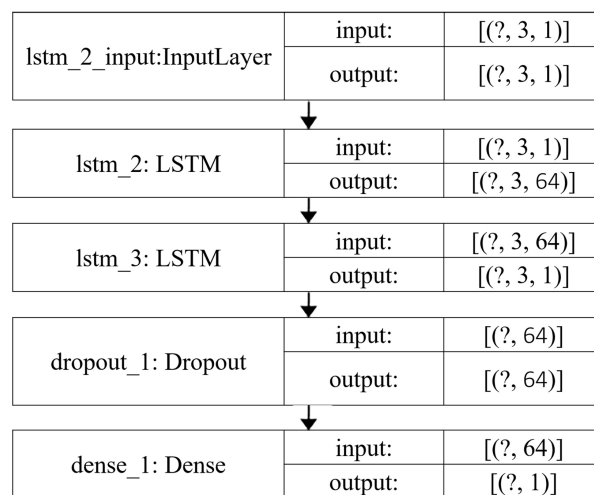 lstm_2_input:InputLayer input: [(?, 3, 1)]
output: [(?, 3, 1)]
lstm_2: LSTM input: [(?, 3, 1)]
output: [(?, 3, 64)]
lstm_3: LSTM input: [(?, 3, 64)]
output: [(?, 3, 1)]
dropout_1: Dropout input: [(?, 64)]
output: [(?, 64)]
dense_1: Dense input: [(?, 64)]
output: [(?, 1)]